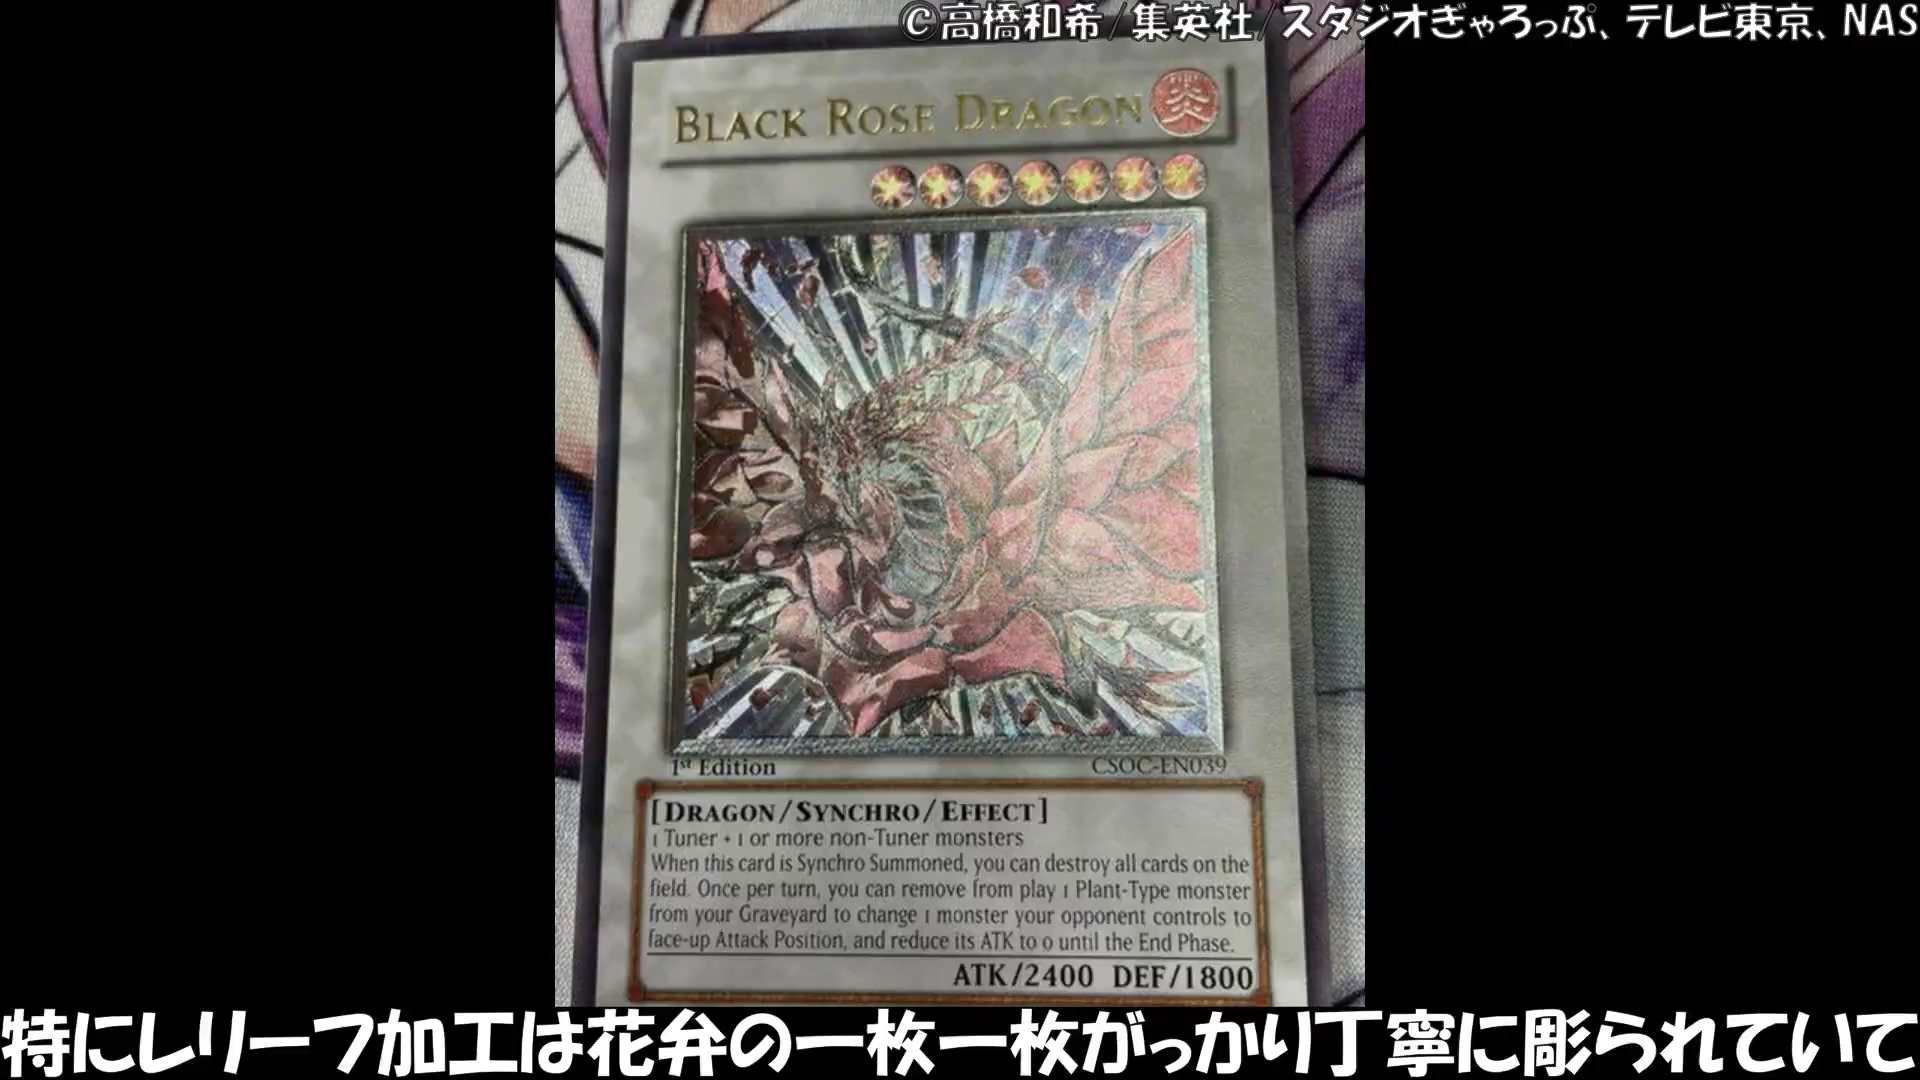 ©高橋和希/集英社/スタジオぎゃろっぷ、テレビ東京、NAS
BLACK ROSE DRAGON 炎
1st Edition CSOC-EN039
[DRAGON/SYNCHRO/EFFECT]
1 Tuner + 1 or more non-Tuner monsters
When this card is Synchro Summoned, you can destroy all cards on the
field. Once per turn, you can remove from play 1 Plant-Type monster
from your Graveyard to change 1 monster your opponent controls to
face-up Attack Position, and reduce its ATK to 0 until the End Phase.
ATK/2400 DEF/1800
特にレリーフ加工は花弁の一枚一枚がっかり丁寧に彫られていて